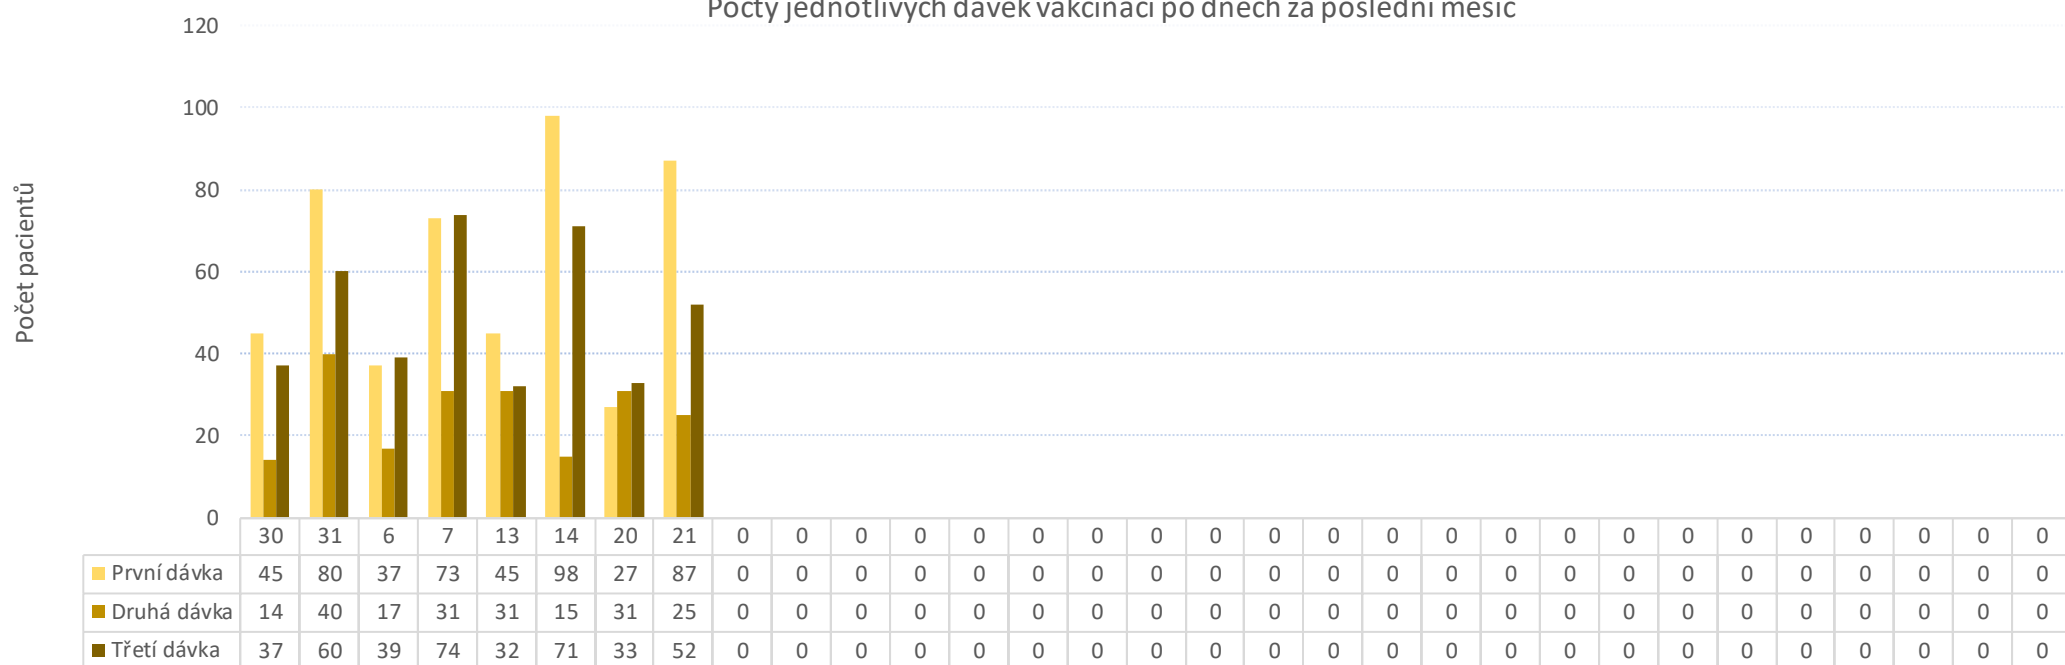 Počty jednotlivých dávek vakcinací po dnech za poslední měsíc
120
100
80
60
40
20
0
Počet pacientů
30 31 6 7 13 14 20 21 0 0 0 0 0 0 0 0 0 0 0 0 0 0 0 0 0 0 0 0 0 0 0
První dávka 45 80 37 73 45 98 27 87 0 0 0 0 0 0 0 0 0 0 0 0 0 0 0 0 0 0 0 0 0 0 0
Druhá dávka 14 40 17 31 31 15 31 25 0 0 0 0 0 0 0 0 0 0 0 0 0 0 0 0 0 0 0 0 0 0 0
Třetí dávka 37 60 39 74 32 71 33 52 0 0 0 0 0 0 0 0 0 0 0 0 0 0 0 0 0 0 0 0 0 0 0